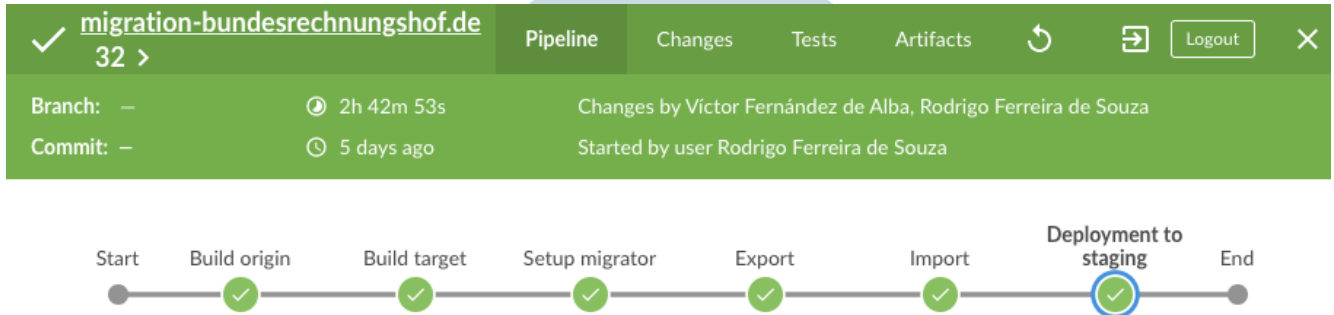 migration-bundesrechnungshof.de
32 >
Pipeline Changes Tests Artifacts Logout
Branch: — 2h 42m 53s Changes by Víctor Fernández de Alba, Rodrigo Ferreira de Souza
Commit: — 5 days ago Started by user Rodrigo Ferreira de Souza
Start Build origin Build target Setup migrator Export Import Deployment to
staging End